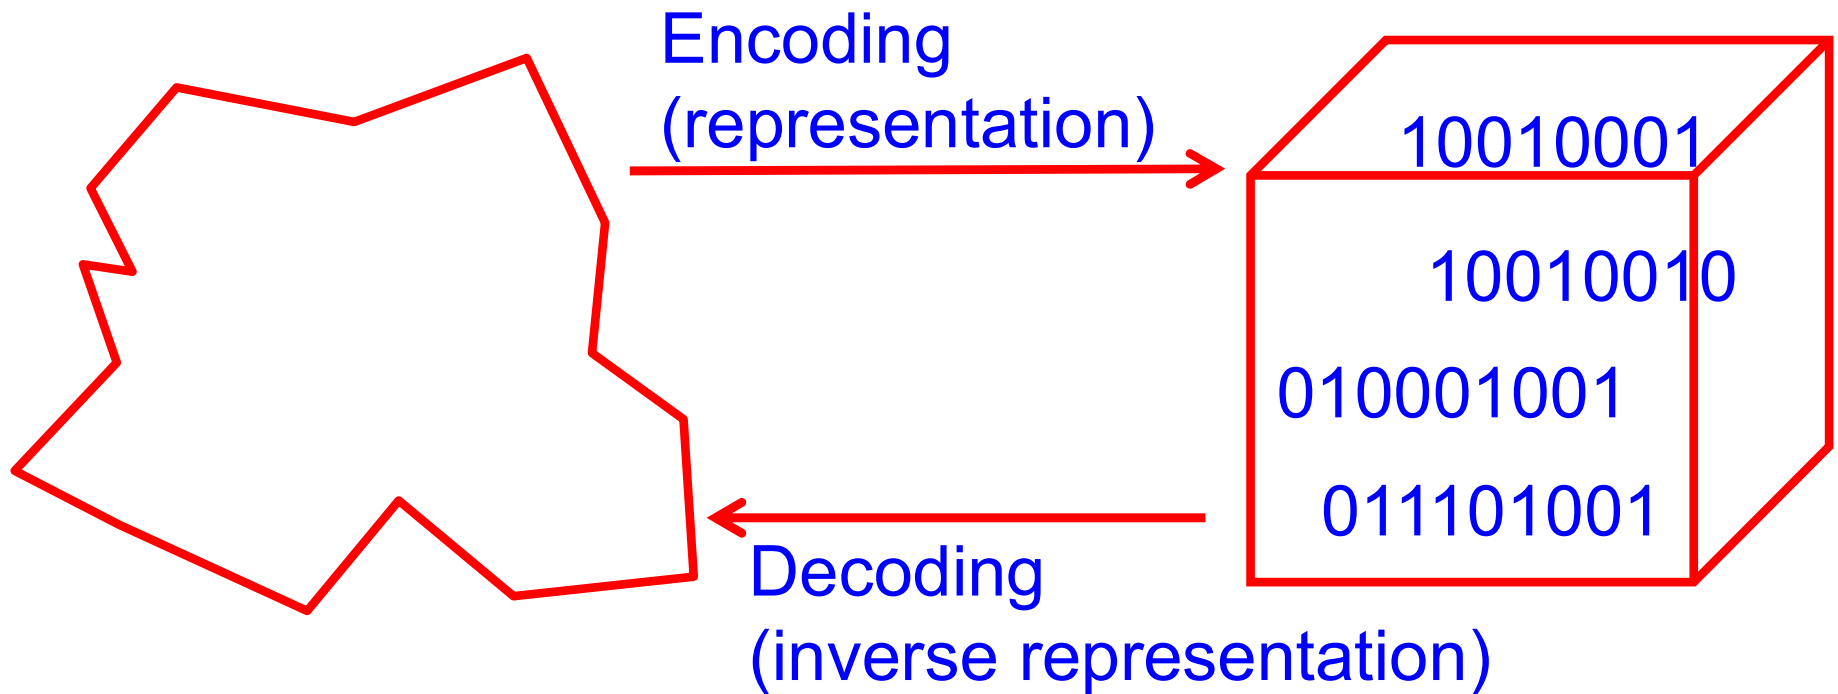 Encoding
(representation)
10010001
10010010
010001001
011101001
Decoding
(inverse representation)